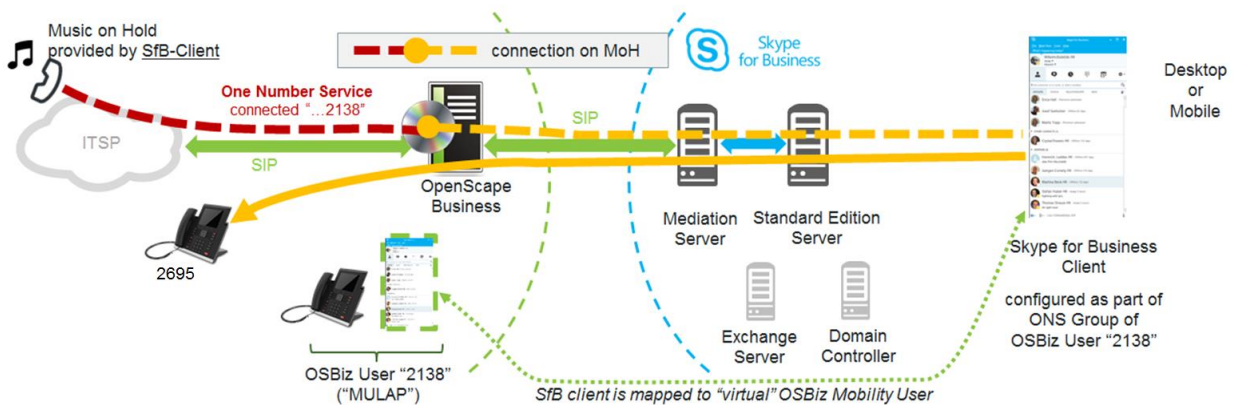 Music on Hold
provided by SfB-Client
connection on MoH
S
Skype
for Business
Desktop
or
Mobile
One Number Service
connected "...2138"
SIP
ITSP
SIP
OpenScape
Business
Mediation
Server
Standard Edition
Server
2695
Skype for Business
Client
configured as part of
ONS Group of
OSBiz User "2138"
Exchange
Server
Domain
Controller
OSBiz User "2138"
("MULAP")
SfB client is mapped to "virtual" OSBiz Mobility User